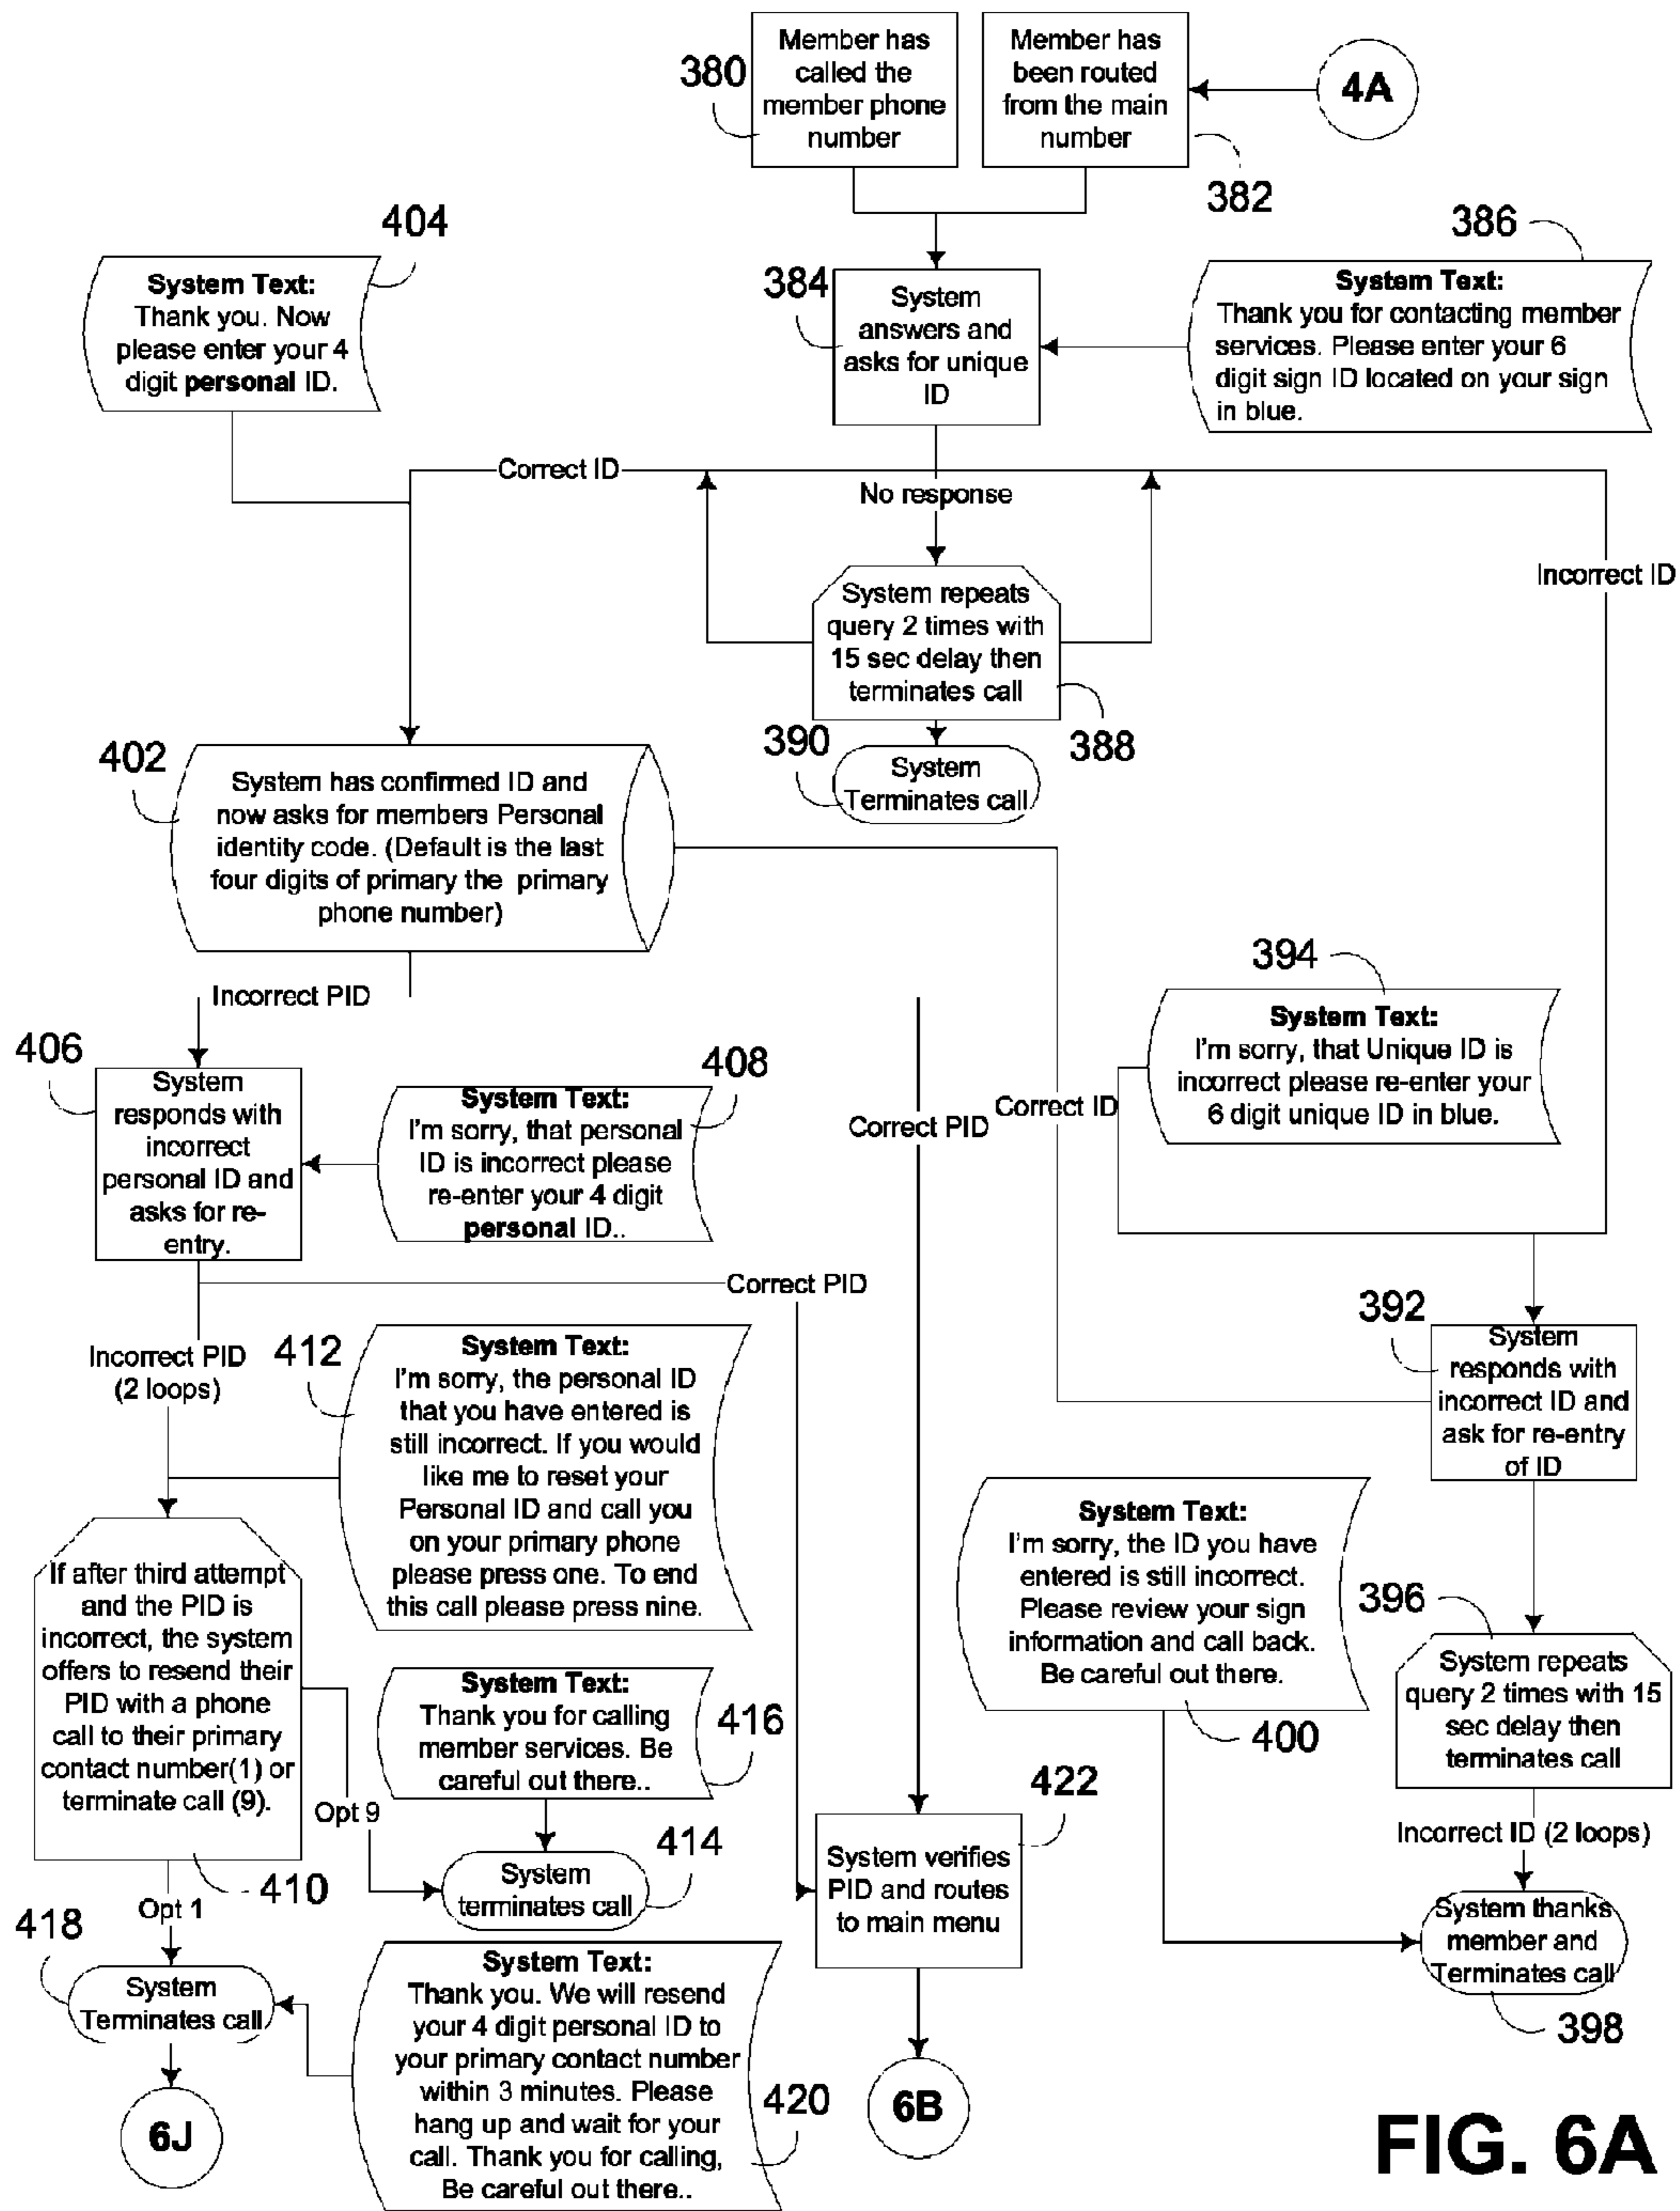 Member has
called the
member phone
number
380
Member has
been routed
from the main
number
382
4A
404
System Text:
Thank you. Now
please enter your 4
digit personal ID.
384
System
answers and
asks for unique
ID
386
System Text:
Thank you for contacting member
services. Please enter your 6
digit sign ID located on your sign
in blue.
Correct ID
No response
Incorrect ID
System repeats
query 2 times with
15 sec delay then
terminates call
388
390
System
Terminates call
402
System has confirmed ID and
now asks for members Personal
identity code. (Default is the last
four digits of primary the primary
phone number)
Incorrect PID
394
System Text:
I'm sorry, that Unique ID is
incorrect please re-enter your
6 digit unique ID in blue.
406
System
responds with
incorrect
personal ID and
asks for re-
entry.
408
System Text:
I'm sorry, that personal
ID is incorrect please
re-enter your 4 digit
personal ID..
Correct PID
Correct ID
Correct PID
392
System
responds with
incorrect ID and
ask for re-entry
of ID
Incorrect PID
(2 loops)
412
System Text:
I'm sorry, the personal ID
that you have entered is
still incorrect. If you would
like me to reset your
Personal ID and call you
on your primary phone
please press one. To end
this call please press nine.
If after third attempt
and the PID is
incorrect, the system
offers to resend their
PID with a phone
call to their primary
contact number(1) or
terminate call (9).
410
System Text:
I'm sorry, the ID you have
entered is still incorrect.
Please review your sign
information and call back.
Be careful out there.
400
396
System repeats
query 2 times with 15
sec delay then
terminates call
System Text:
Thank you for calling
member services. Be
careful out there..
416
Opt 9
Incorrect ID (2 loops)
422
System verifies
PID and routes
to main menu
System
terminates call
414
Opt 1
418
System
Terminates call
System thanks
member and
Terminates call
398
System Text:
Thank you. We will resend
your 4 digit personal ID to
your primary contact number
within 3 minutes. Please
hang up and wait for your
call. Thank you for calling,
Be careful out there..
420
6J
6B
FIG. 6A